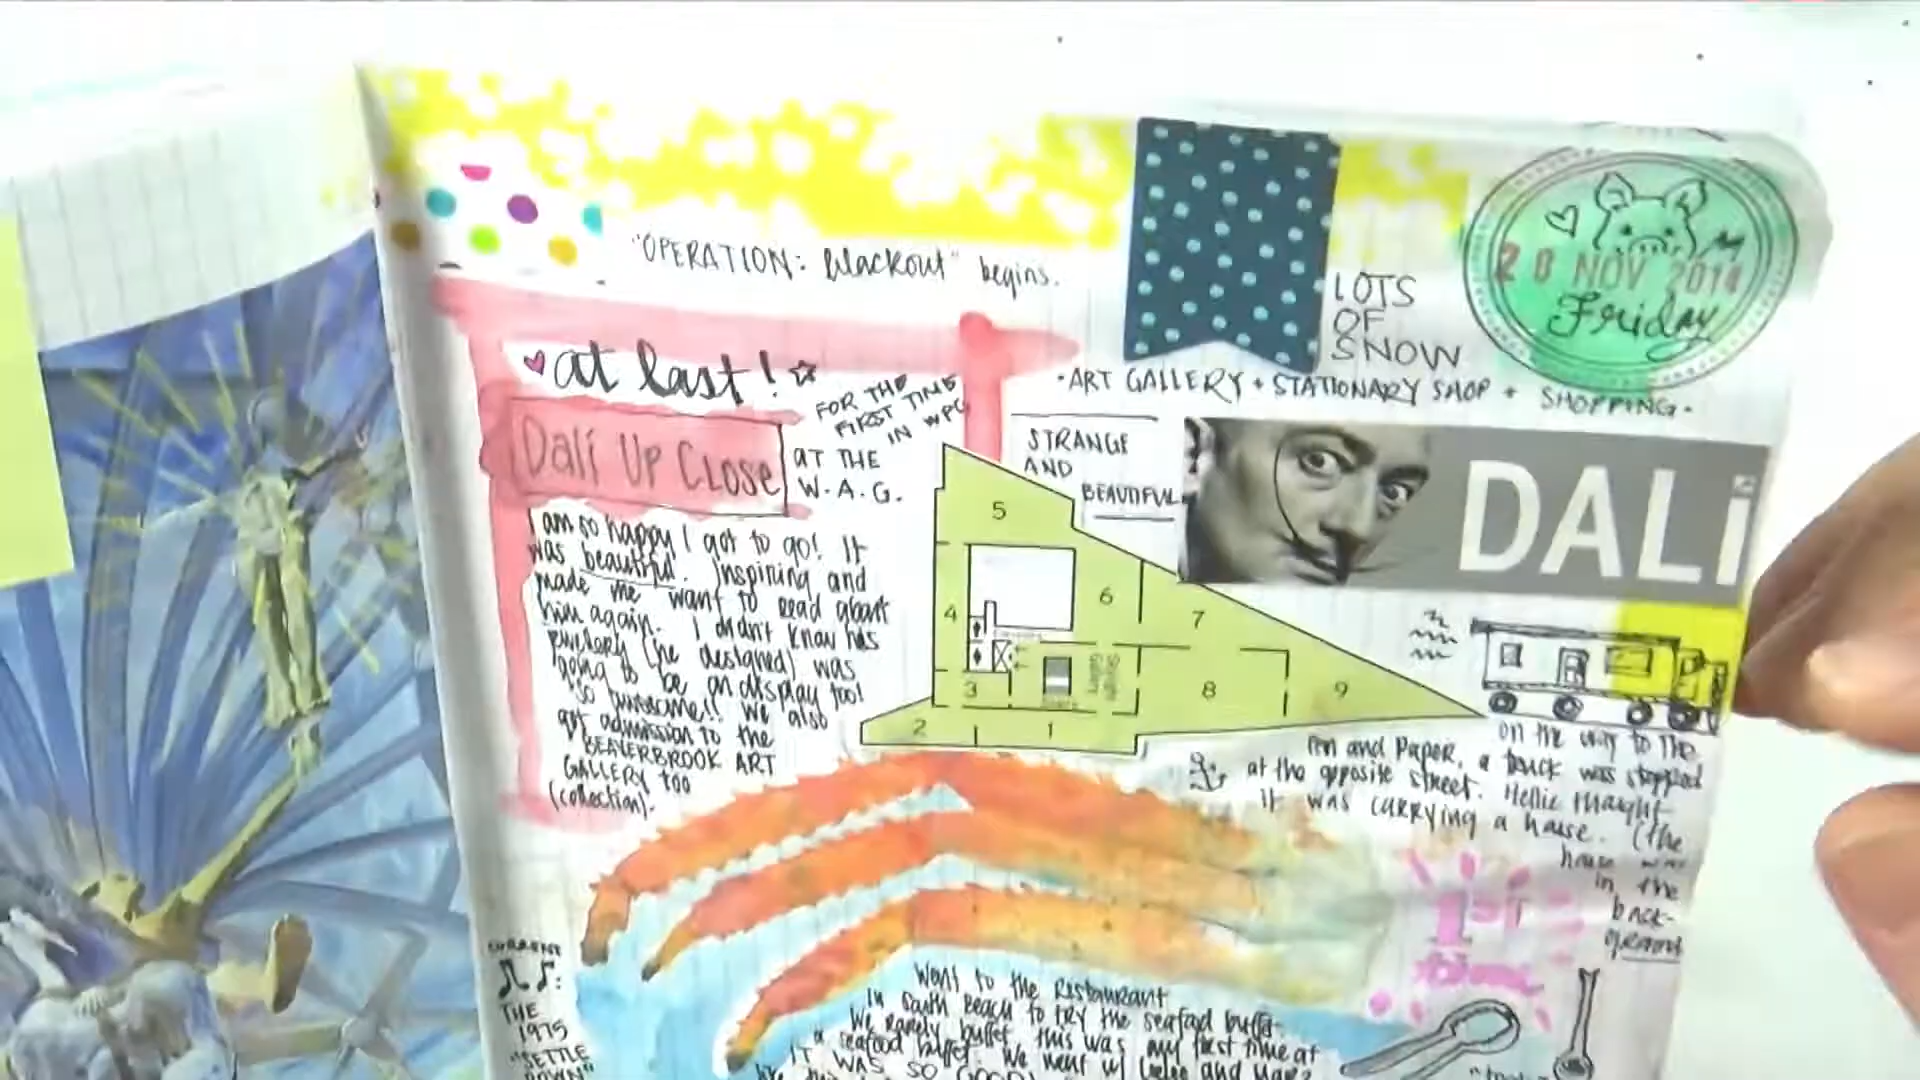 "OPERATION: blackout" begins.
LOTS
OF
SNOW
28 NOV 2014
Friday
at last!
FOR THE
FIRST TIME
IN WPG
Dalí Up Close
AT THE
W.A.G.
· ART GALLERY + STATIONARY SHOP + SHOPPING ·
STRANGE
AND
BEAUTIFUL
DALÍ
I am so happy I got to go! It
was beautiful. Inspiring and
made me want to read about
him again. I didn't know his
jewelery (he designed) was
going to be on display too!
so awesome!! We also
got admission to the
BEAVERBROOK ART
GALLERY too
(collection).
5
4
6
7
3
8
9
2
1
on the way to the
Pen and Paper, a truck was stopped
at the opposite street. Hellie thought
it was carrying a house. (the
house was
in the
back-
ground
CURRENT
THE
1975
"SETTLE
DOWN"
Went to the Restaurant
in South Beach to try the seafood buffet.
We rarely buffet. this was my first time at
a seafood buffet. We went w/
IT WAS SO GOOD!